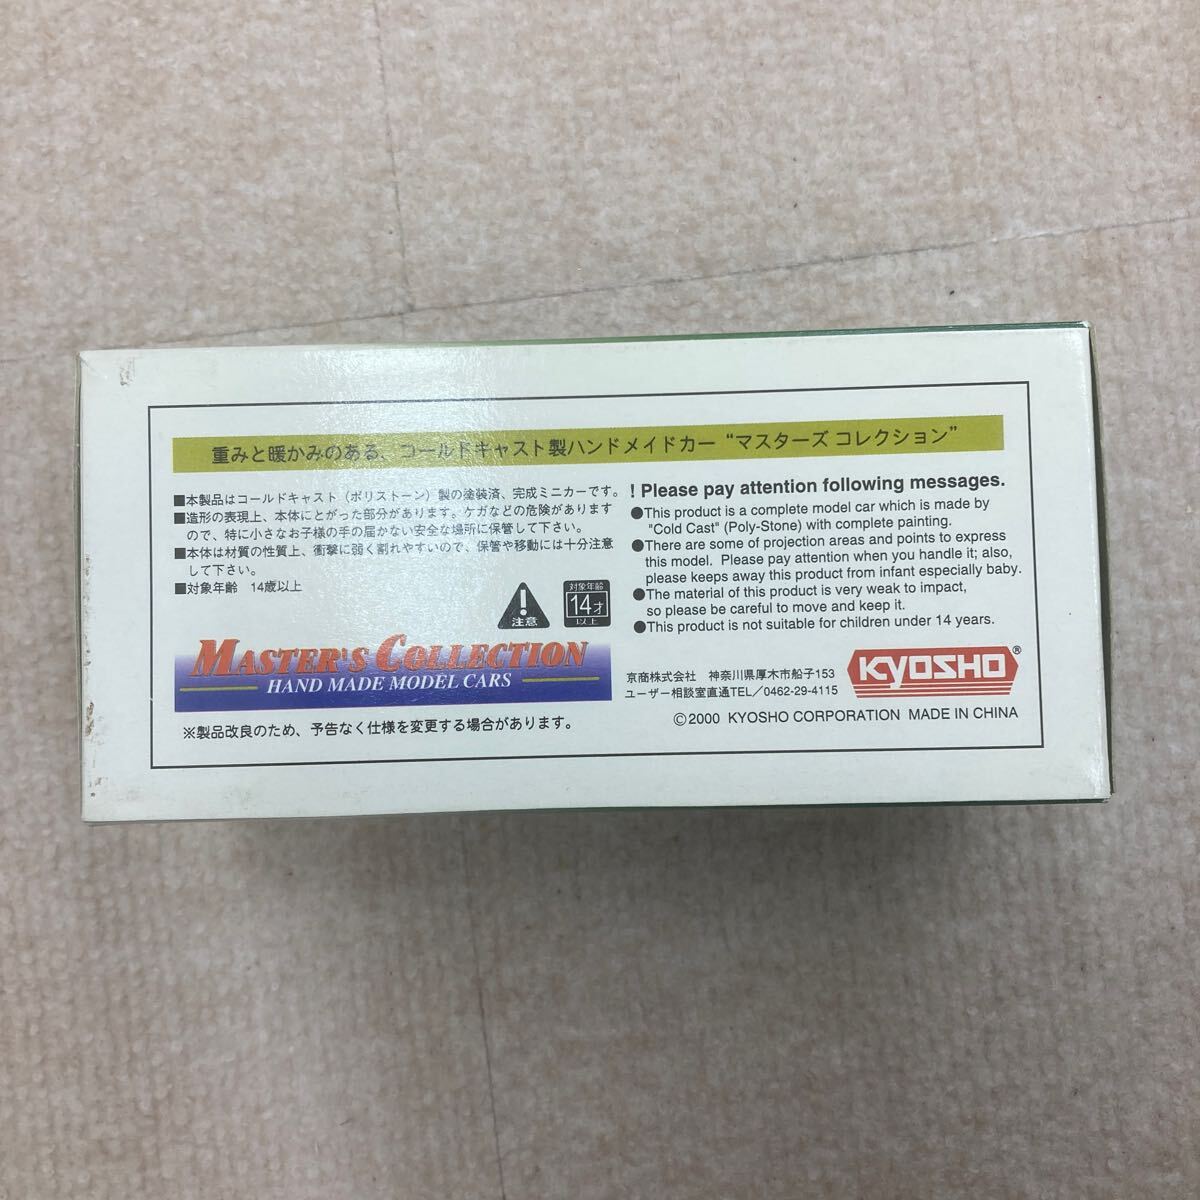 重みと暖かみのある、コールドキャスト製ハンドメイドカー “マスターズ コレクション”
■本製品はコールドキャスト（ポリストーン）製の塗装済、完成ミニカーです。
■造形の表現上、本体にとがった部分があります。ケガなどの危険があります
ので、特に小さなお子様の手の届かない安全な場所に保管して下さい。
■本体は材質の性質上、衝撃に弱く割れやすいので、保管や移動には十分注意
して下さい。
■対象年齢　14歳以上
!
注意
対象年齢
14才
以上
MASTER'S COLLECTION
HAND MADE MODEL CARS
※製品改良のため、予告なく仕様を変更する場合があります。
! Please pay attention following messages.
●This product is a complete model car which is made by
"Cold Cast" (Poly-Stone) with complete painting.
●There are some of projection areas and points to express
this model. Please pay attention when you handle it; also,
please keeps away this product from infant especially baby.
●The material of this product is very weak to impact,
so please be careful to move and keep it.
●This product is not suitable for children under 14 years.
京商株式会社　神奈川県厚木市船子153
ユーザー相談室直通TEL／0462-29-4115
KYOSHO®
©2000 KYOSHO CORPORATION MADE IN CHINA